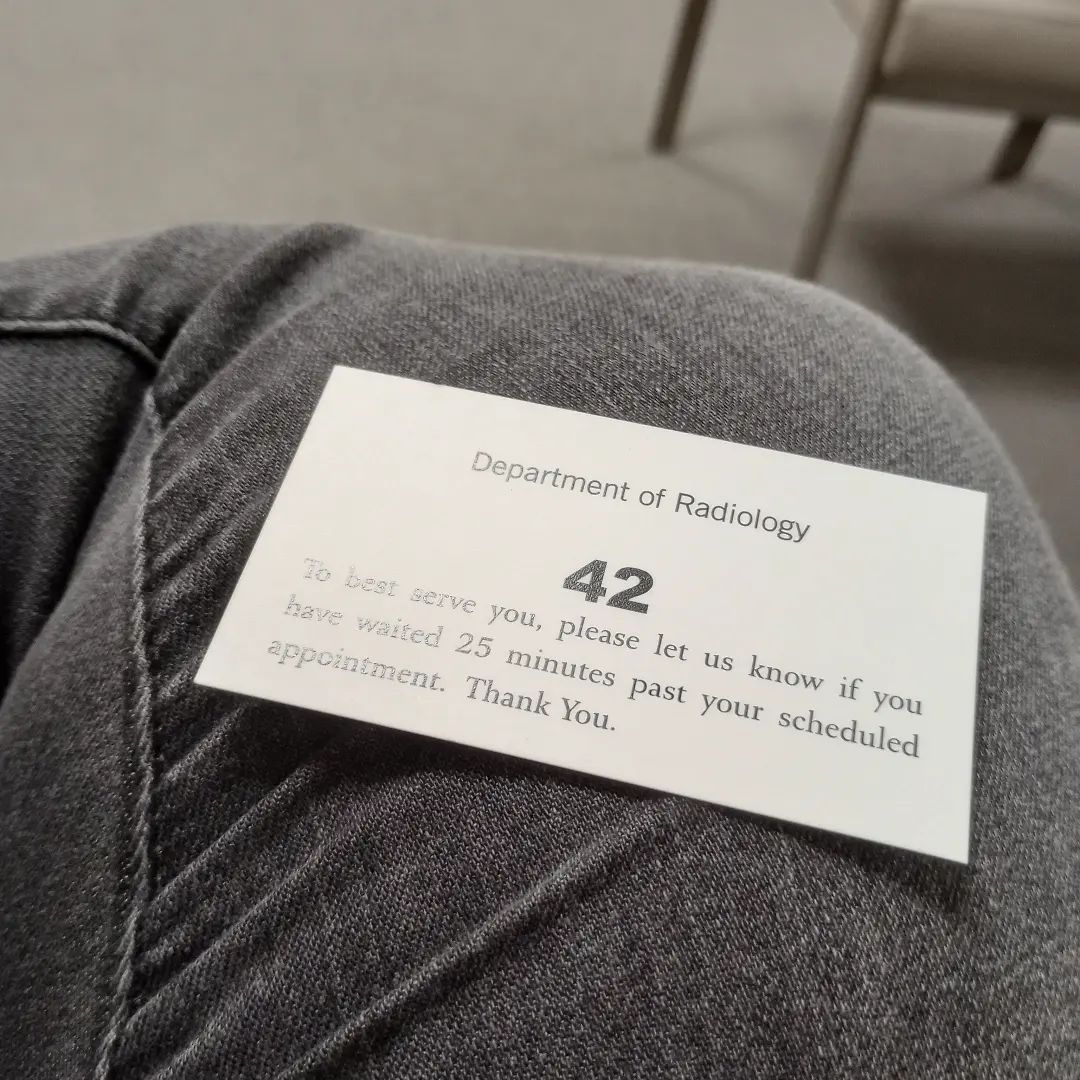 Department of Radiology
42
To best serve you, please let us know if you
have waited 25 minutes past your scheduled
appointment. Thank You.